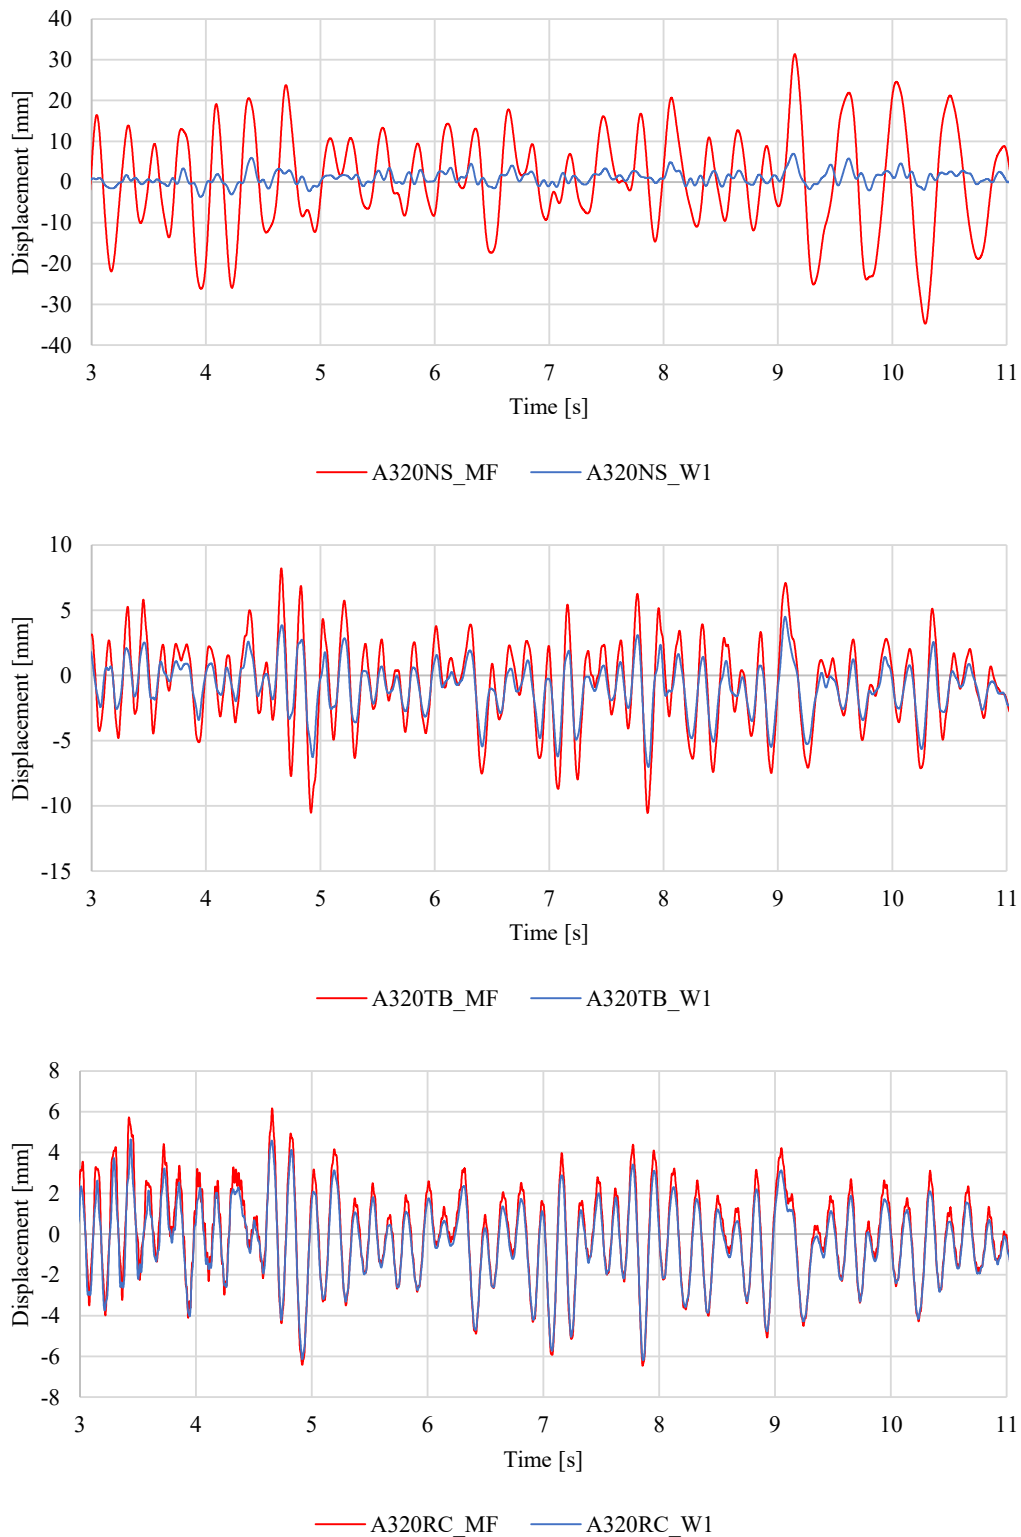 40
30
20
10
0
-10
-20
-30
-40
Displacement [mm]
3 4 5 6 7 8 9 10 11
Time [s]
A320NS_MF A320NS_W1
10
5
0
-5
-10
-15
Displacement [mm]
3 4 5 6 7 8 9 10 11
Time [s]
A320TB_MF A320TB_W1
8
6
4
2
0
-2
-4
-6
-8
Displacement [mm]
3 4 5 6 7 8 9 10 11
Time [s]
A320RC_MF A320RC_W1